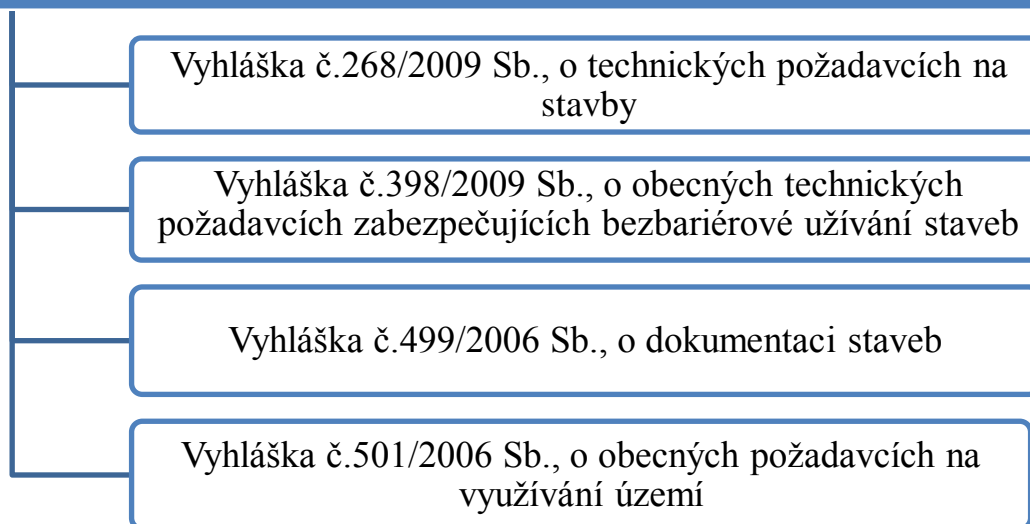 Vyhláška č.268/2009 Sb., o technických požadavcích na
stavby
Vyhláška č.398/2009 Sb., o obecných technických
požadavcích zabezpečujících bezbariérové užívání staveb
Vyhláška č.499/2006 Sb., o dokumentaci staveb
Vyhláška č.501/2006 Sb., o obecných požadavcích na
využívání území